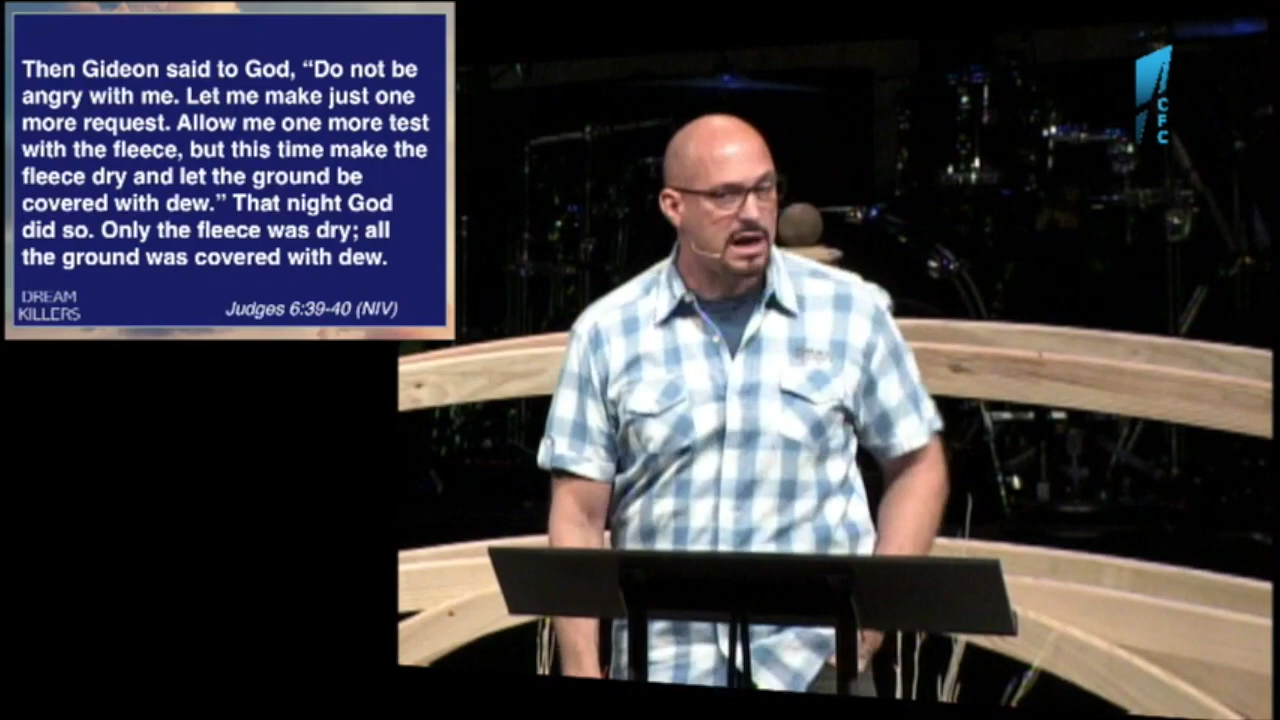 Then Gideon said to God, “Do not be
angry with me. Let me make just one
more request. Allow me one more test
with the fleece, but this time make the
fleece dry and let the ground be
covered with dew.” That night God
did so. Only the fleece was dry; all
the ground was covered with dew.
DREAM
KILLERS
Judges 6:39-40 (NIV)
CFC